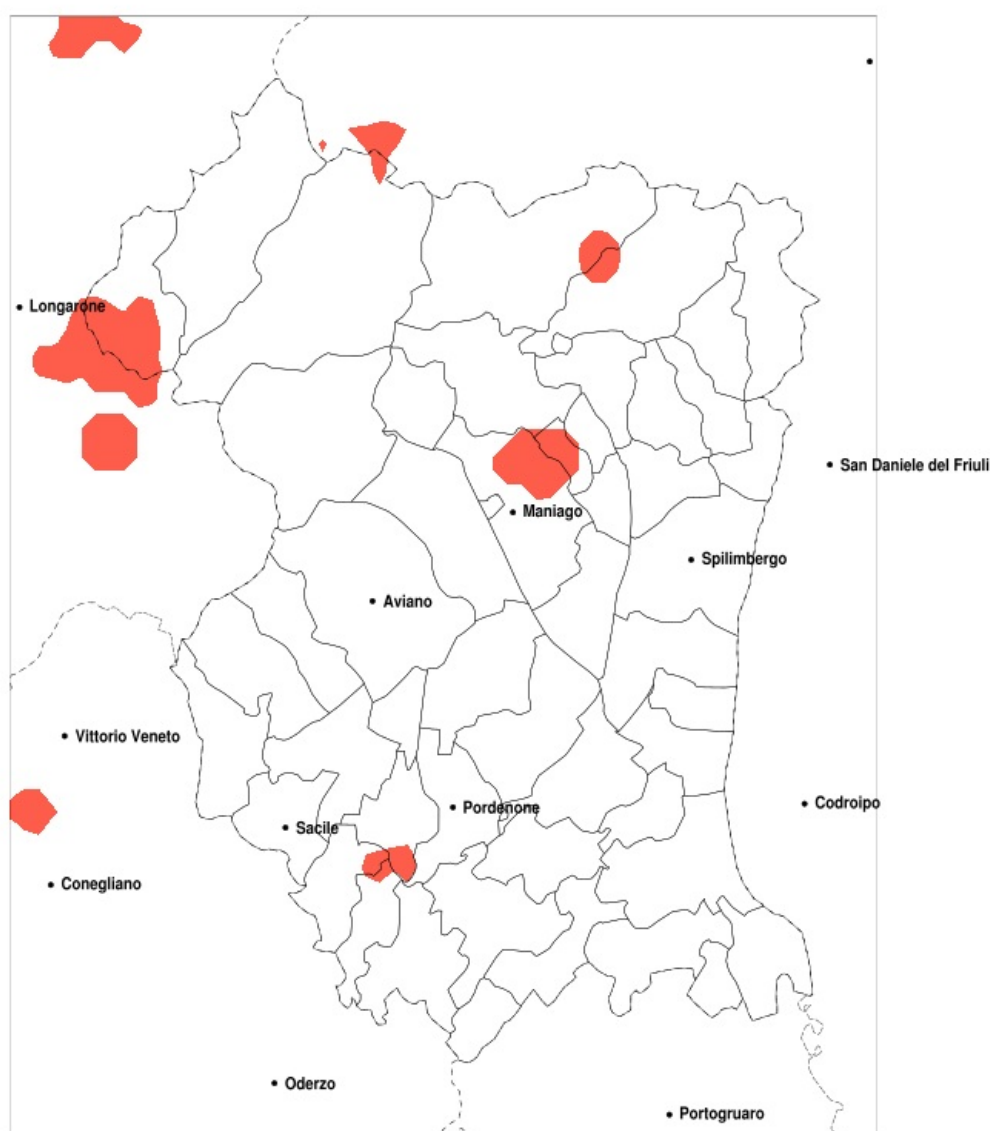 Longarone
San Daniele del Friuli
Maniago
Spilimbergo
Aviano
Vittorio Veneto
Codroipo
Pordenone
Sacile
Conegliano
Oderzo
Portogruaro